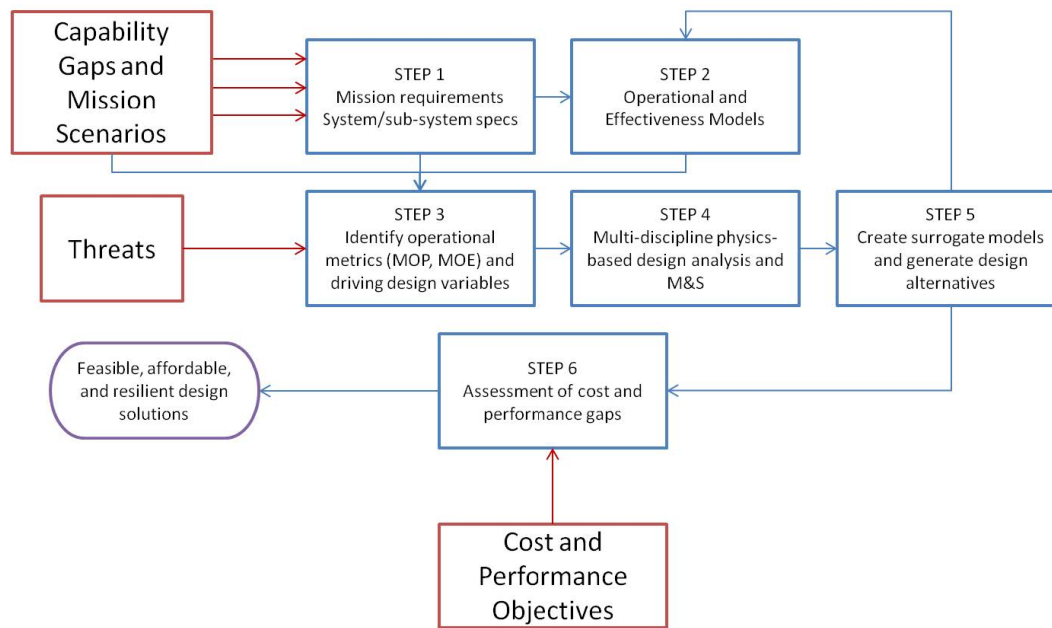 Capability
Gaps and
Mission
Scenarios
STEP 1
Mission requirements
System/sub-system specs
STEP 2
Operational and
Effectiveness Models
Threats
STEP 3
Identify operational
metrics (MOP, MOE) and
driving design variables
STEP 4
Multi-discipline physics-
based design analysis and
M&S
STEP 5
Create surrogate models
and generate design
alternatives
Feasible, affordable,
and resilient design
solutions
STEP 6
Assessment of cost and
performance gaps
Cost and
Performance
Objectives